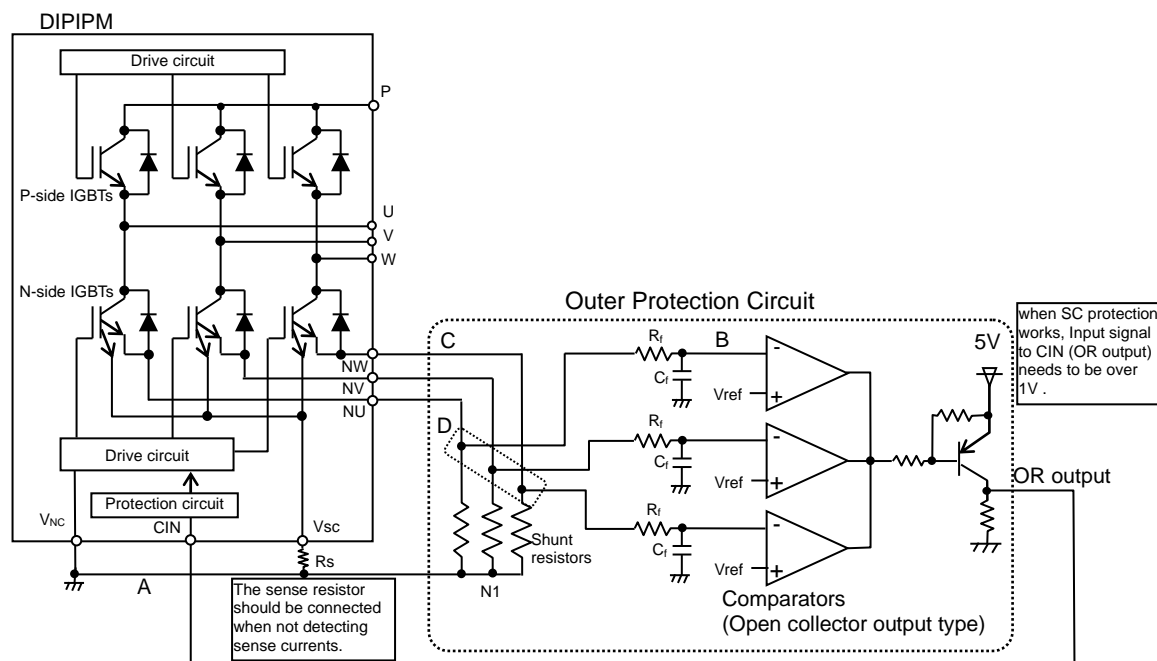 DIPIPM
Drive circuit
P
P-side IGBTs
U
V
W
N-side IGBTs
Outer Protection Circuit
when SC protection
works, Input signal
to CIN (OR output)
needs to be over
1V .
C
Rf
B
-
5V
NW
Cf
NV
Vref
+
NU
D
Rf
-
Drive circuit
Cf
Vref
+
OR output
Protection circuit
Rf
-
VNC
CIN
Vsc
Shunt
resistors
Cf
Rs
Vref
+
A
N1
The sense resistor
should be connected
when not detecting
sense currents.
Comparators
(Open collector output type)